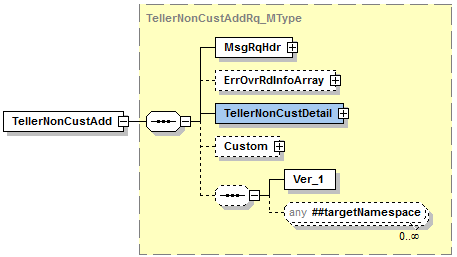 TellerNonCustAddRq_MType
MsgRqHdr
ErrOvrRdInfoArray
TellerNonCustAdd
TellerNonCustDetail
Custom
Ver_1
any ##targetNamespace
0..∞